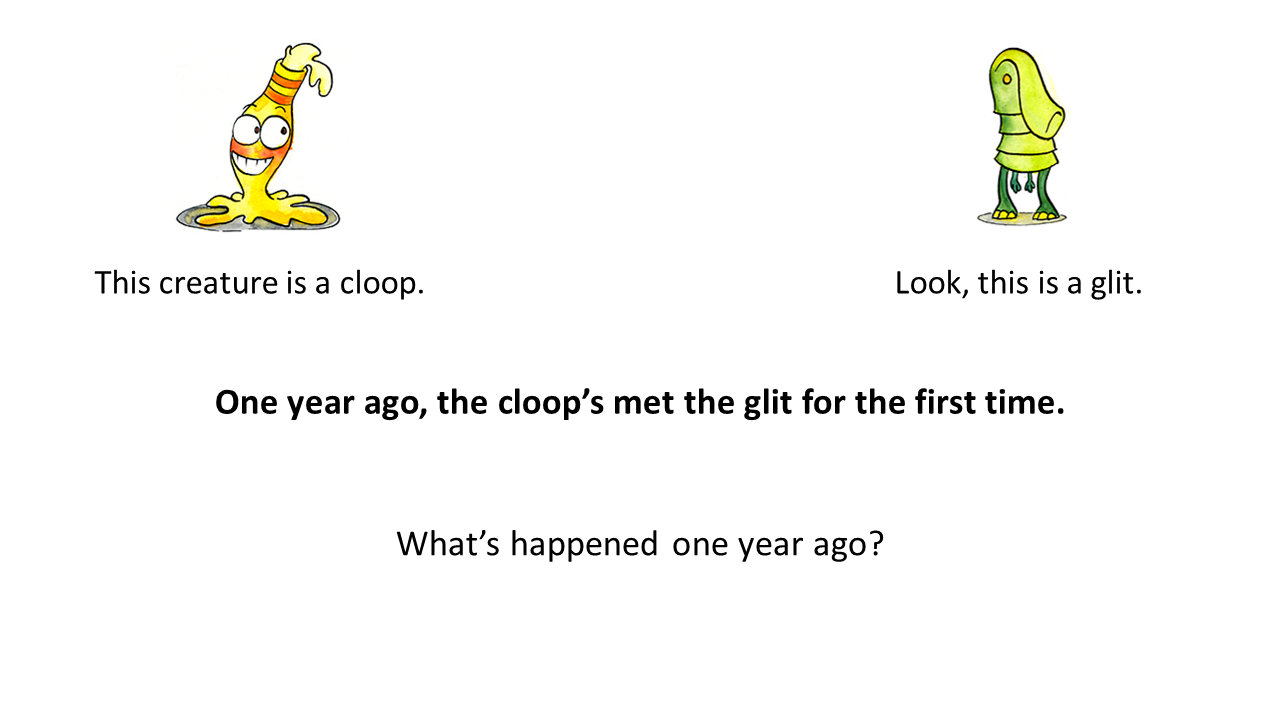 This creature is a cloop.
Look, this is a glit.
One year ago, the cloop’s met the glit for the first time.
What’s happened one year ago?